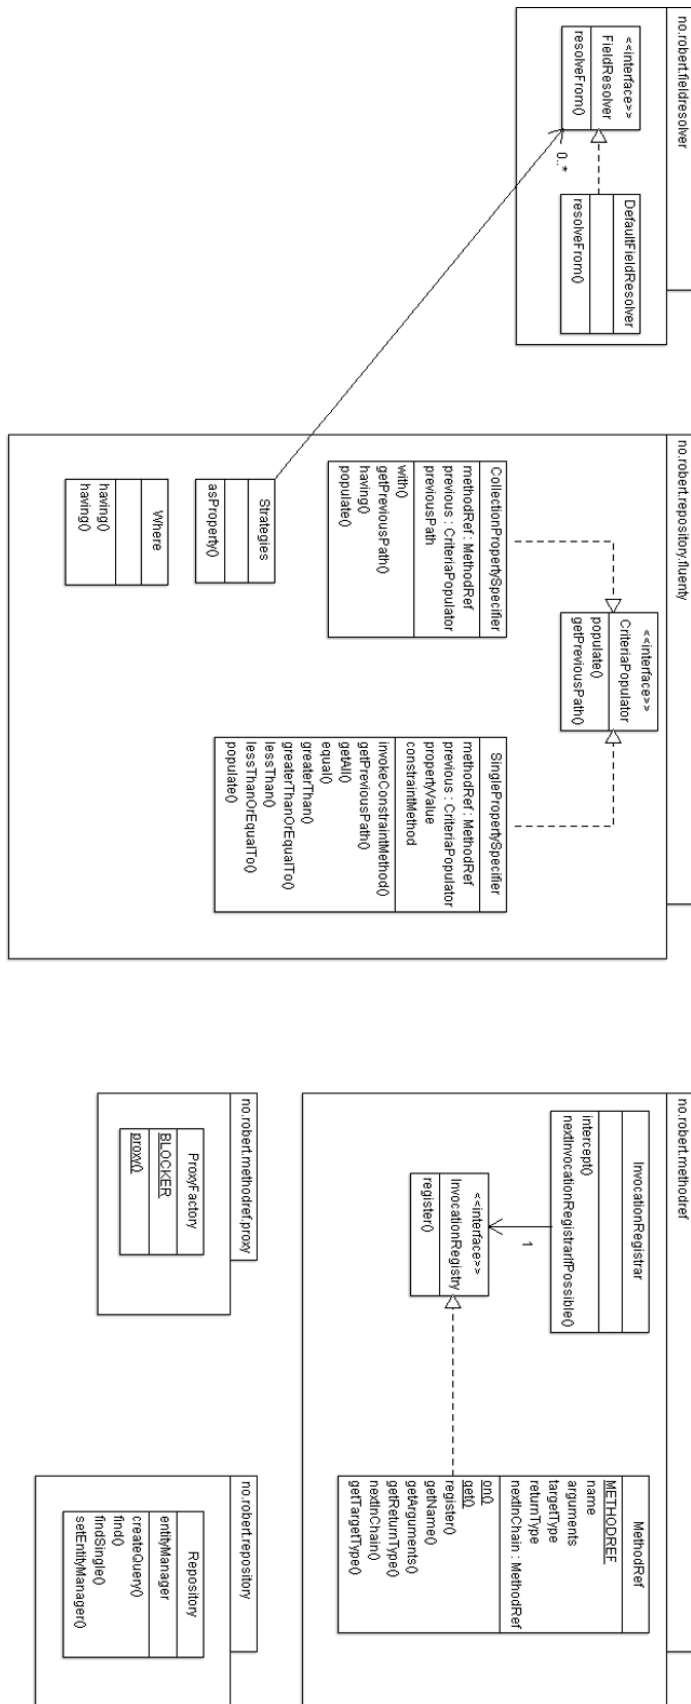 no.robert.fieldresolver
<<interface>>
FieldResolver
resolveFrom()
0..*
DefaultFieldResolver
resolveFrom()
no.robert.repository.fluenty
<<interface>>
CriteriaPopulator
populate()
getPreviousPath()
CollectionPropertySpecifier
methodRef : MethodRef
previous : CriteriaPopulator
previousPath
with()
getPreviousPath()
having()
populate()
SinglePropertySpecifier
methodRef : MethodRef
previous : CriteriaPopulator
propertyValue
constraintMethod
invokeConstraintMethod()
getPreviousPath()
getAll()
equal()
greaterThan()
greaterThanOrEqualTo()
lessThan()
lessThanOrEqualTo()
populate()
Strategies
asProperty()
Where
having()
having()
no.robert.methodref
InvocationRegistrar
intercept()
nextInvocationRegistrarIfPossible()
1
<<interface>>
InvocationRegistry
register()
MethodRef
METHODREF
name
arguments
targetType
returnType
nextInChain : MethodRef
on()
get()
register()
getName()
getArguments()
getReturnType()
nextInChain()
getTargetType()
no.robert.methodref.proxy
ProxyFactory
BLOCKER
proxy()
no.robert.repository
Repository
entityManager
createQuery()
find()
findSingle()
setEntityManager()